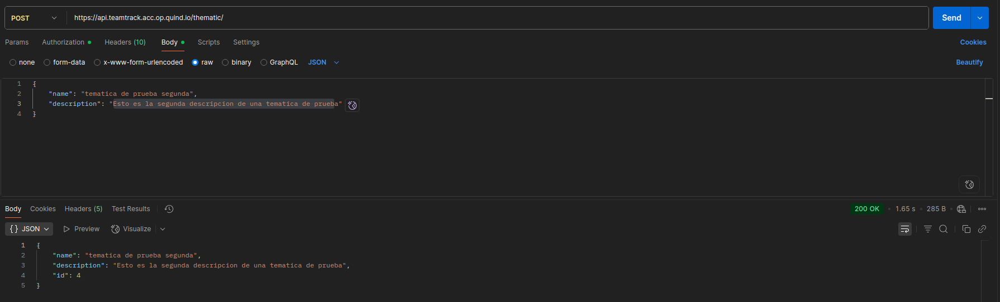 POST https://api.teamtrack.acc.op.quind.io/thematic/ Send
Params Authorization Headers (10) Body Scripts Settings Cookies
none form-data x-www-form-urlencoded raw binary GraphQL JSON Beautify
1 {
2 "name": "tematica de prueba segunda",
3 "description": "Esto es la segunda descripcion de una tematica de prueba"
4 }
Body Cookies Headers (5) Test Results 200 OK • 1.65 s • 285 B
{} JSON Preview Visualize
1 {
2 "name": "tematica de prueba segunda",
3 "description": "Esto es la segunda descripcion de una tematica de prueba",
4 "id": 4
5 }